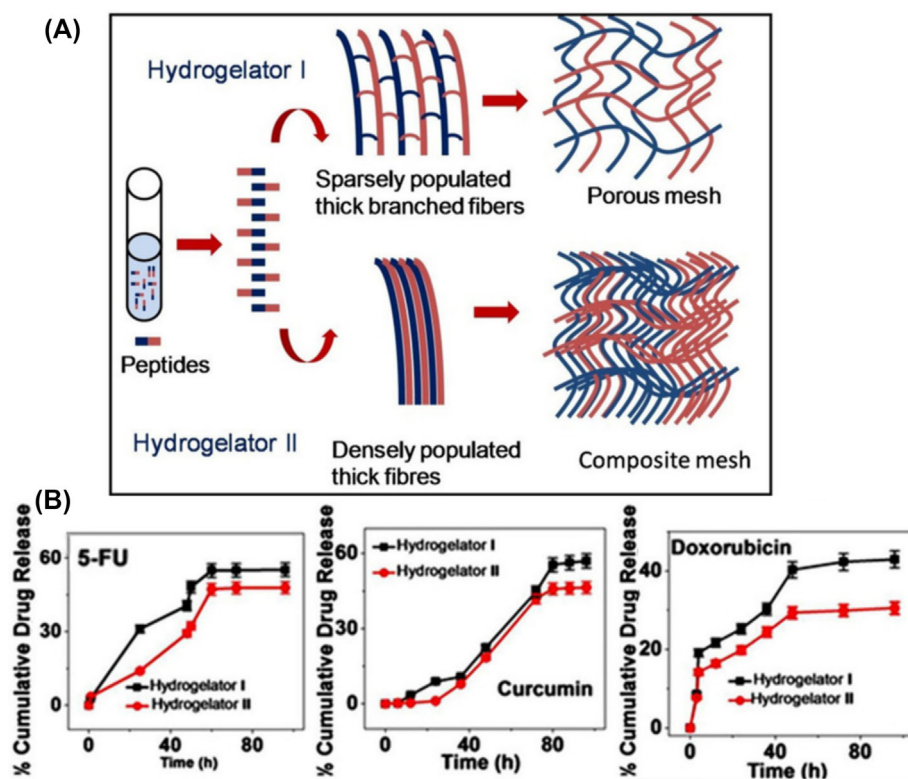 (A)
Hydrogelator I
Sparsely populated
thick branched fibers
Porous mesh
Peptides
Hydrogelator II
Densely populated
thick fibres
Composite mesh
(B)
% Cumulative Drug Release
60
30
0
5-FU
Hydrogelator I
Hydrogelator II
0 40 80
Time (h)
% Cumulative Drug Release
60
30
0
Hydrogelator I
Hydrogelator II
Curcumin
0 40 80
Time (h)
% Cumulative Drug Release
40
20
0
Doxorubicin
Hydrogelator I
Hydrogelator II
0 40 80
Time (h)